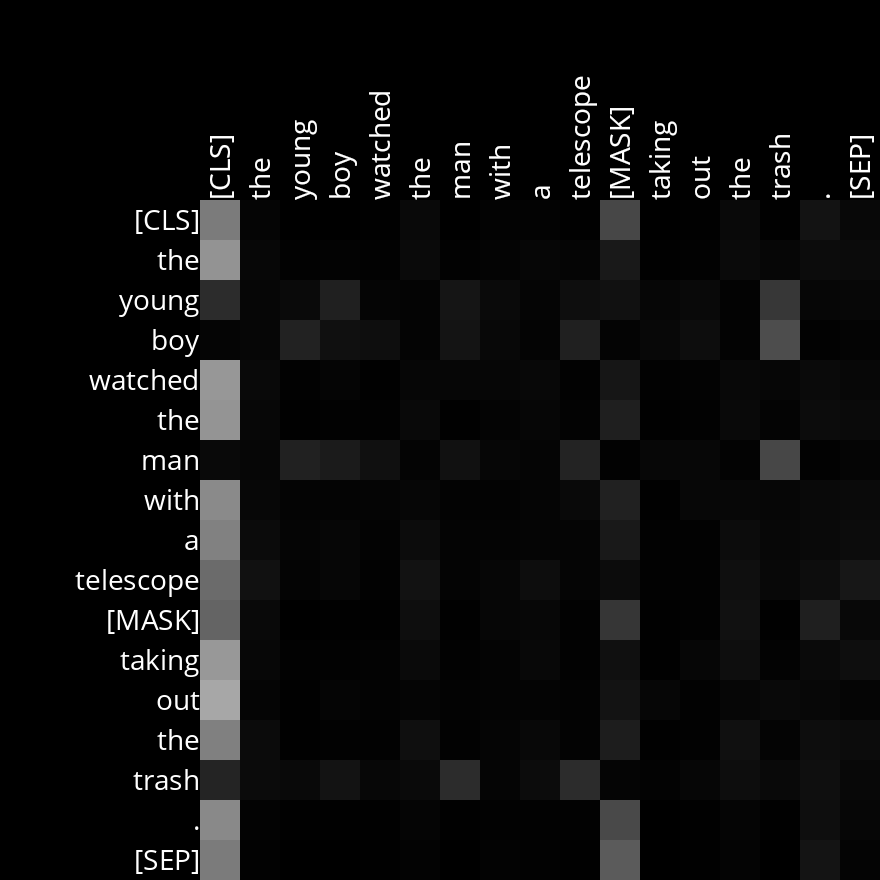 [CLS] the young boy watched the man with a telescope [MASK] taking out the trash . [SEP]
[CLS]
the
young
boy
watched
the
man
with
a
telescope
[MASK]
taking
out
the
trash
.
[SEP]